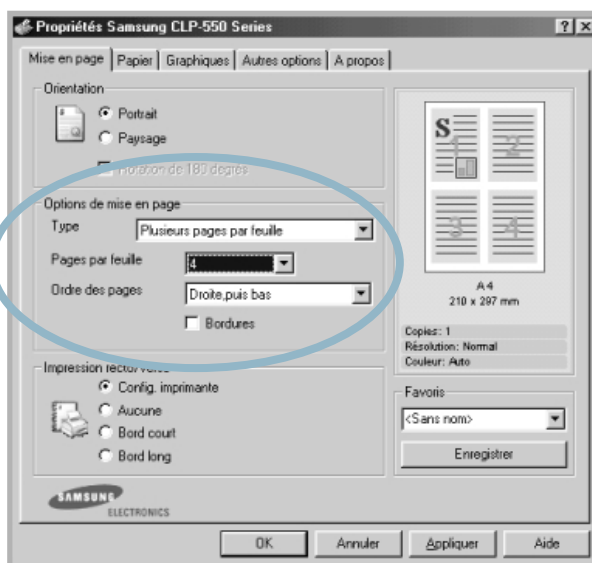 Propriétés Samsung CLP-550 Series
Mise en page Papier Graphiques Autres options A propos
Orientation
Portrait
Paysage
Rotation de 180 degrés
Options de mise en page
Type Plusieurs pages par feuille
Pages par feuille 4
Ordre des pages Droite,puis bas
Bordures
Impression recto/verso
Config. imprimante
Aucune
Bord court
Bord long
SAMSUNG
ELECTRONICS
S
1 2
3 4
A4
210 x 297 mm
Copies: 1
Résolution: Normal
Couleur: Auto
Favoris
<Sans nom>
Enregistrer
OK Annuler Appliquer Aide